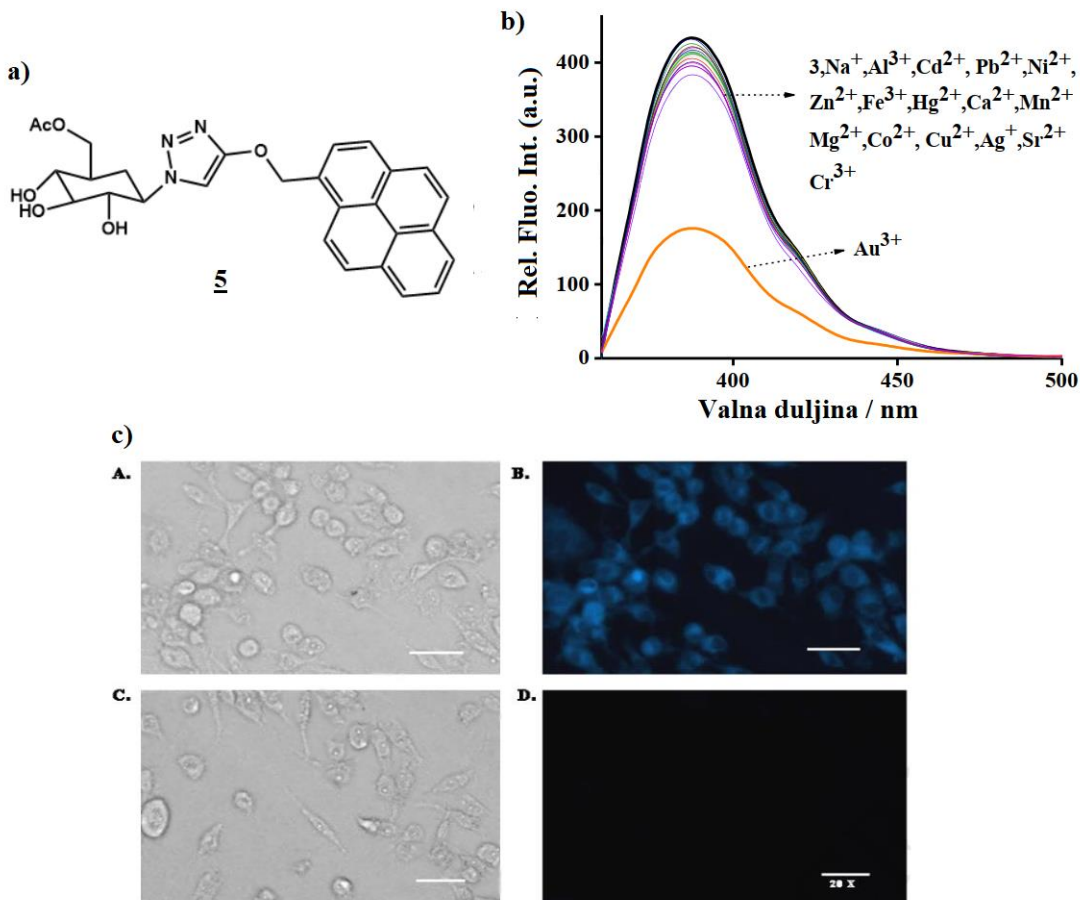 a)
AcO
N
N
N
O
HO
HO
OH
5
b)
Rel. Fluo. Int. (a.u.)
400
300
200
100
0
3,Na⁺,Al³⁺,Cd²⁺, Pb²⁺,Ni²⁺,
Zn²⁺,Fe³⁺,Hg²⁺,Ca²⁺,Mn²⁺
Mg²⁺,Co²⁺, Cu²⁺,Ag⁺,Sr²⁺
Cr³⁺
Au³⁺
400
450
500
Valna duljina / nm
c)
A.
B.
C.
D.
20 X